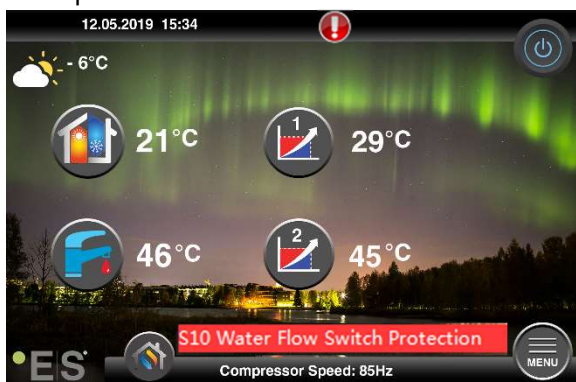 12.05.2019 15:34
- 6°C
21°C
1
29°C
46°C
2
45°C
S10 Water Flow Switch Protection
•ES
Compressor Speed: 85Hz
MENU